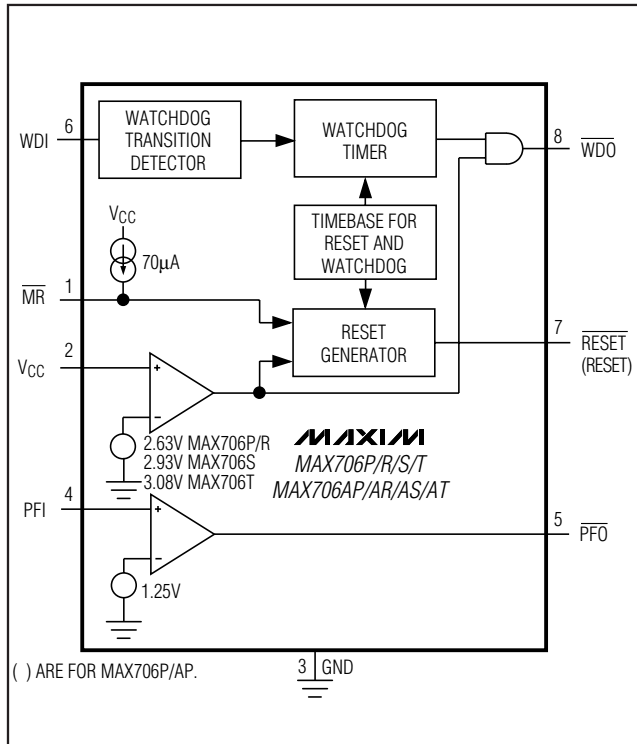 WATCHDOG
TRANSITION
DETECTOR
WATCHDOG
TIMER
6
WDI
8
WDO
TIMEBASE FOR
RESET AND
WATCHDOG
VCC
70µA
1
MR
RESET
GENERATOR
7
RESET
(RESET)
2
VCC
+
−
2.63V MAX706P/R
2.93V MAX706S
3.08V MAX706T
MAXIM
MAX706P/R/S/T
MAX706AP/AR/AS/AT
4
PFI
+
−
5
PFO
1.25V
3 GND
( ) ARE FOR MAX706P/AP.